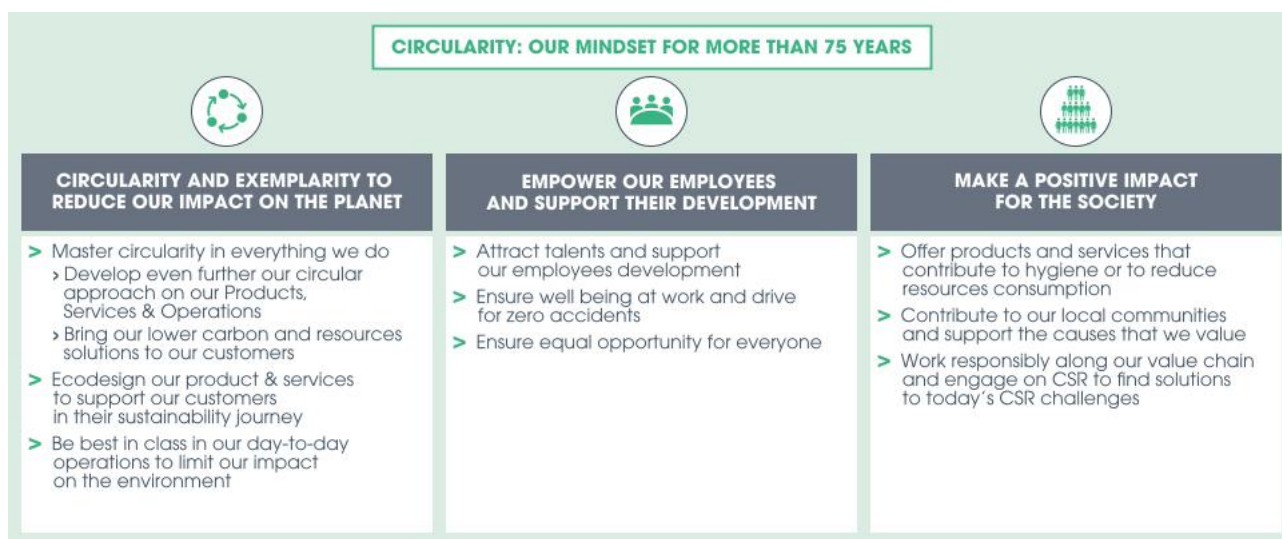 CIRCULARITY: OUR MINDSET FOR MORE THAN 75 YEARS
CIRCULARITY AND EXEMPLARITY TO
REDUCE OUR IMPACT ON THE PLANET
> Master circularity in everything we do
› Develop even further our circular
approach on our Products,
Services & Operations
› Bring our lower carbon and resources
solutions to our customers
> Ecodesign our product & services
to support our customers
in their sustainability journey
> Be best in class in our day-to-day
operations to limit our impact
on the environment
EMPOWER OUR EMPLOYEES
AND SUPPORT THEIR DEVELOPMENT
> Attract talents and support
our employees development
> Ensure well being at work and drive
for zero accidents
> Ensure equal opportunity for everyone
MAKE A POSITIVE IMPACT
FOR THE SOCIETY
> Offer products and services that
contribute to hygiene or to reduce
resources consumption
> Contribute to our local communities
and support the causes that we value
> Work responsibly along our value chain
and engage on CSR to find solutions
to today's CSR challenges